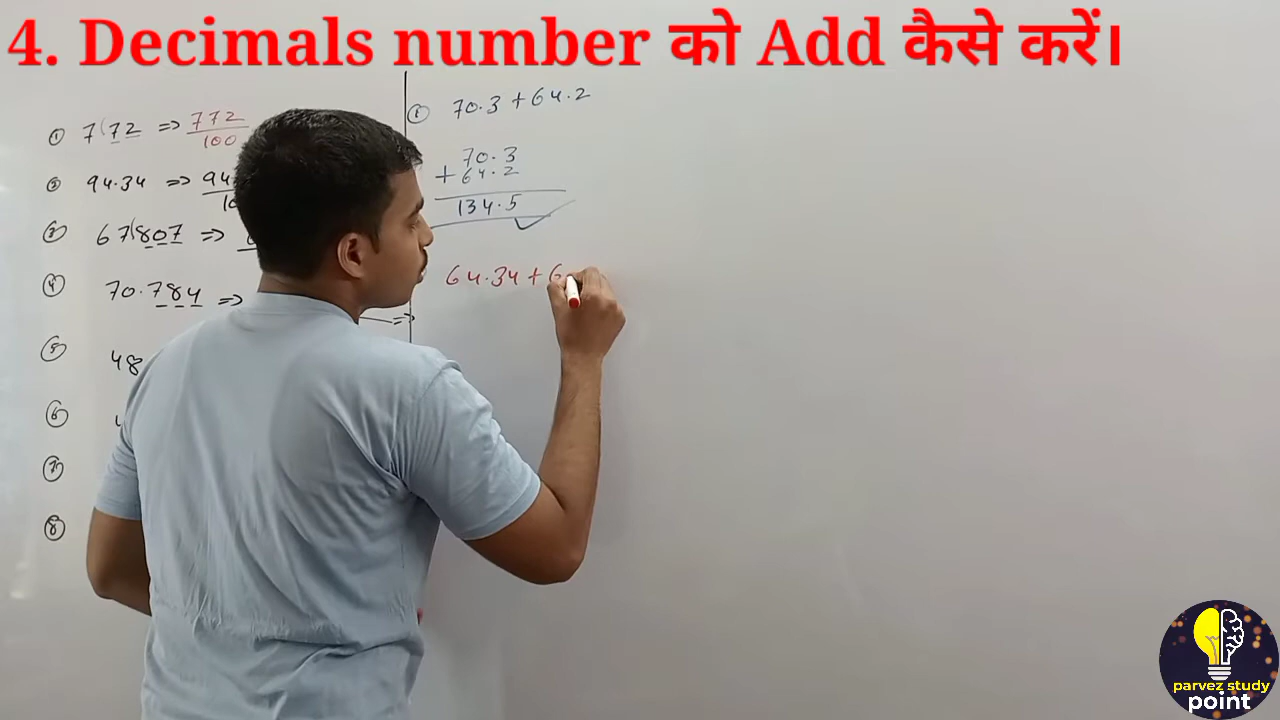 4. Decimals number को Add कैसे करें।
① 7.72 => 772
100
② 94.34 => 94
10
③ 67.807 =>
④ 70.784 =>
⑤ 48
⑥
⑦
⑧
① 70.3 + 64.2
70.3
+ 64.2
134.5
64.34 + 6
parvez study
point